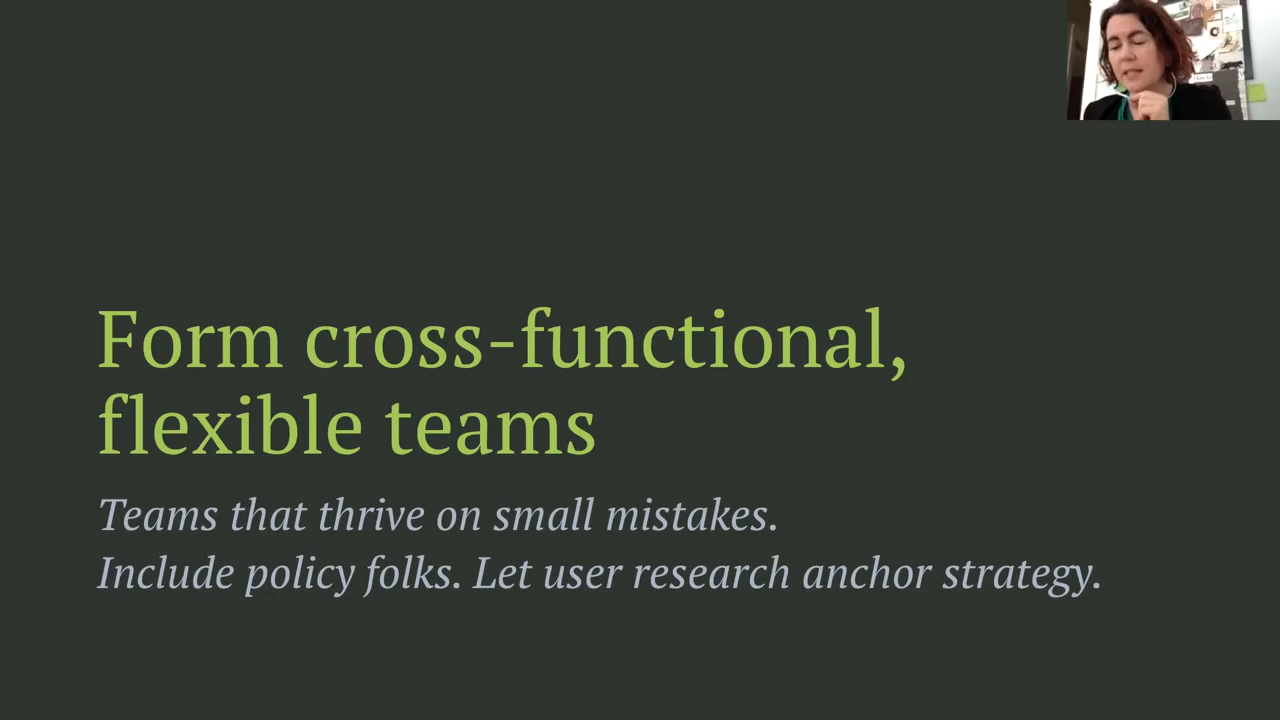 Form cross-functional,
flexible teams
Teams that thrive on small mistakes.
Include policy folks. Let user research anchor strategy.